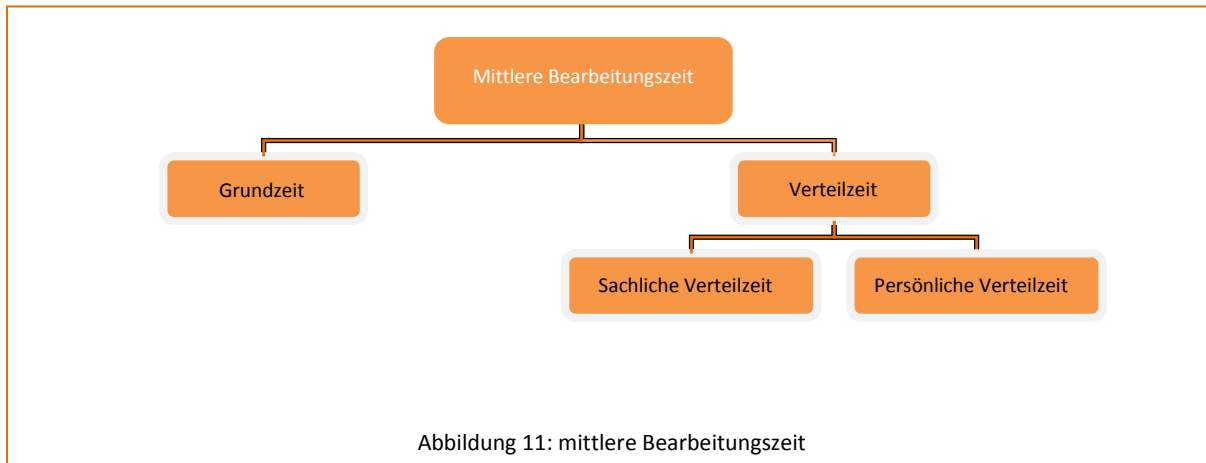 Mittlere Bearbeitungszeit
Grundzeit
Verteilzeit
Sachliche Verteilzeit
Persönliche Verteilzeit
Abbildung 11: mittlere Bearbeitungszeit